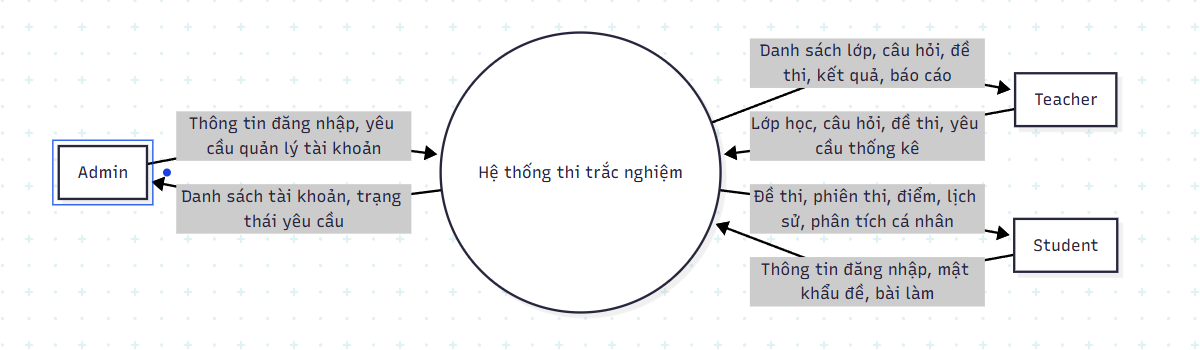 Danh sách lớp, câu hỏi, đề
thi, kết quả, báo cáo
Teacher
Thông tin đăng nhập, yêu
cầu quản lý tài khoản
Lớp học, câu hỏi, đề thi, yêu
cầu thống kê
Admin
Hệ thống thi trắc nghiệm
Danh sách tài khoản, trạng
thái yêu cầu
Đề thi, phiên thi, điểm, lịch
sử, phân tích cá nhân
Student
Thông tin đăng nhập, mật
khẩu đề, bài làm